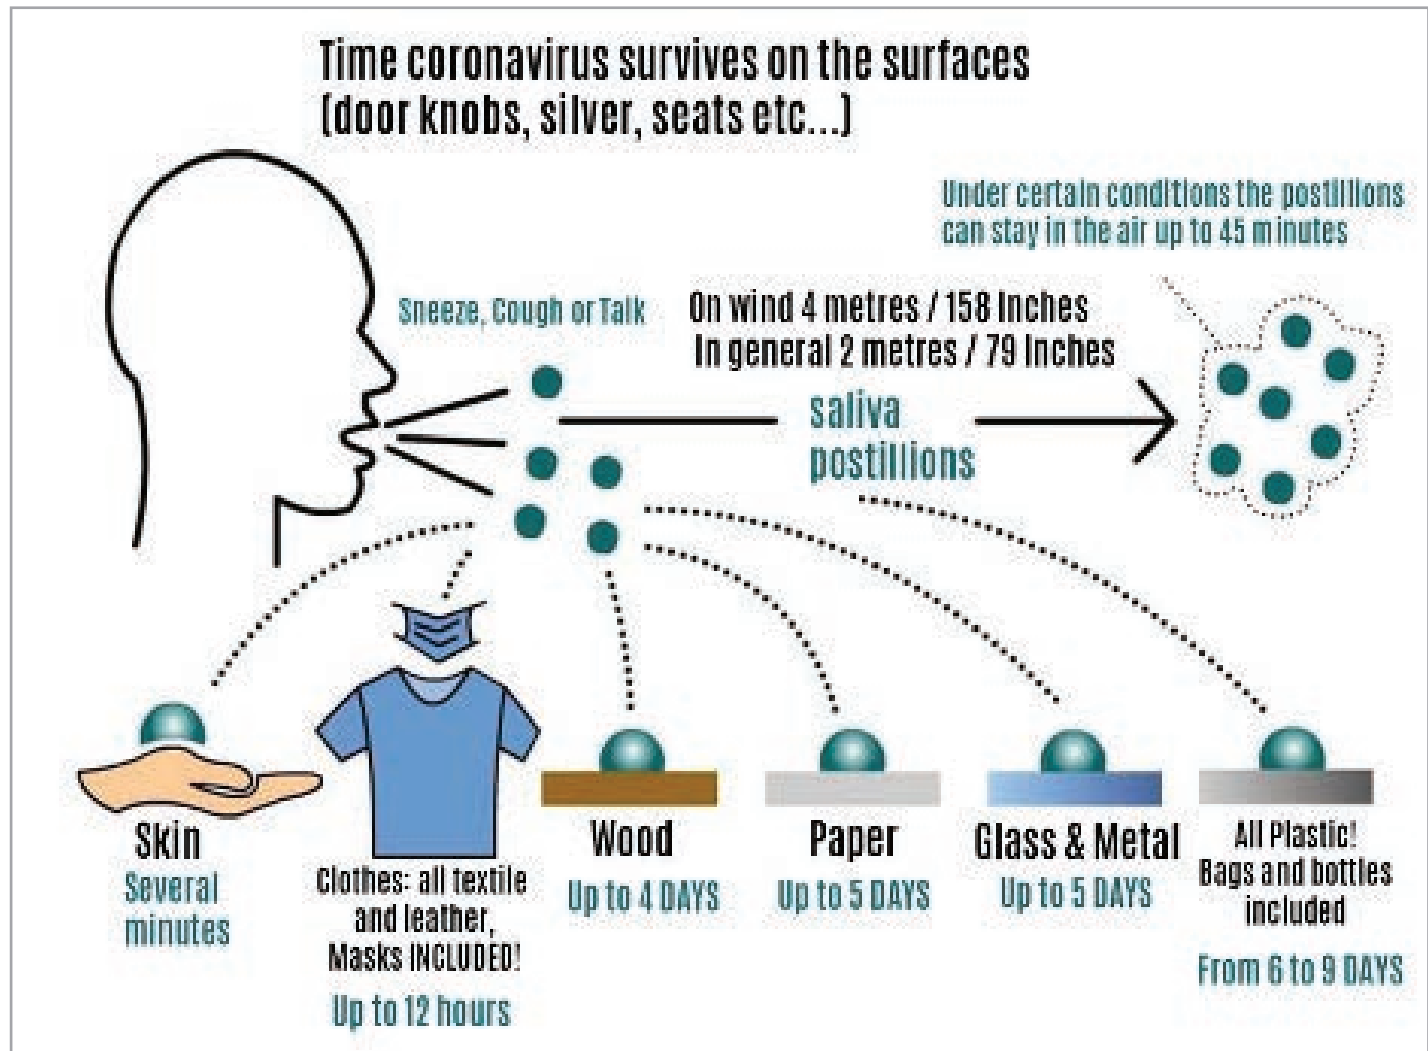 Time coronavirus survives on the surfaces
(door knobs, silver, seats etc...)
Under certain conditions the postillions
can stay in the air up to 45 minutes
Sneeze, Cough or Talk
On wind 4 metres / 158 Inches
In general 2 metres / 79 Inches
saliva
postillions
Skin
Several
minutes
Clothes: all textile
and leather,
Masks INCLUDED!
Up to 12 hours
Wood
Up to 4 DAYS
Paper
Up to 5 DAYS
Glass & Metal
Up to 5 DAYS
All Plastic!
Bags and bottles
included
From 6 to 9 DAYS